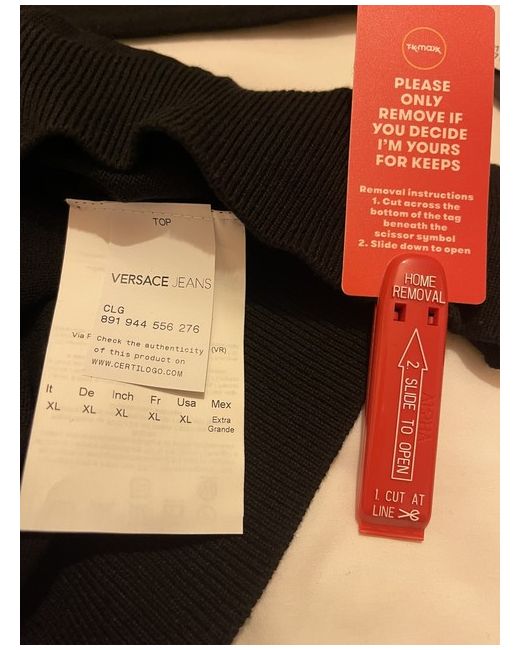 TK-maxx
PLEASE
ONLY
REMOVE IF
YOU DECIDE
I'M YOURS
FOR KEEPS
Removal instructions
1. Cut across the
bottom of the tag
beneath the
scissor symbol
2. Slide down to open
HOME
REMOVAL
2. SLIDE TO OPEN
ALPHA
1. CUT AT
LINE
TOP
VERSACE JEANS
CLG
891 944 556 276
Check the authenticity
of this product on
WWW.CERTILOGO.COM
Via F
(VR)
It De Inch Fr Usa Mex
XL XL XL XL XL Extra
Grande